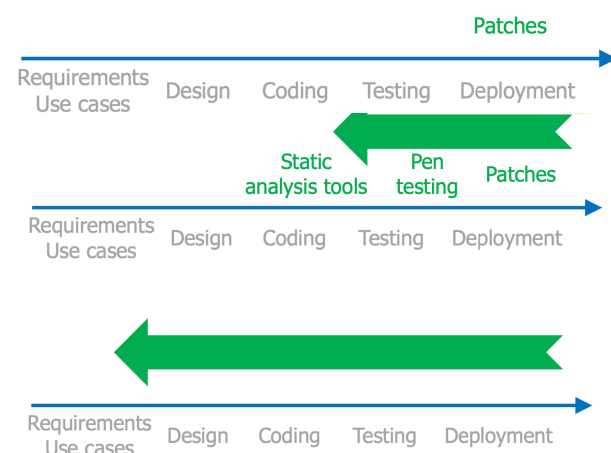 Patches
Requirements
Use cases
Design
Coding
Testing
Deployment
Static
analysis tools
Pen
testing
Patches
Requirements
Use cases
Design
Coding
Testing
Deployment
Requirements
Use cases
Design
Coding
Testing
Deployment